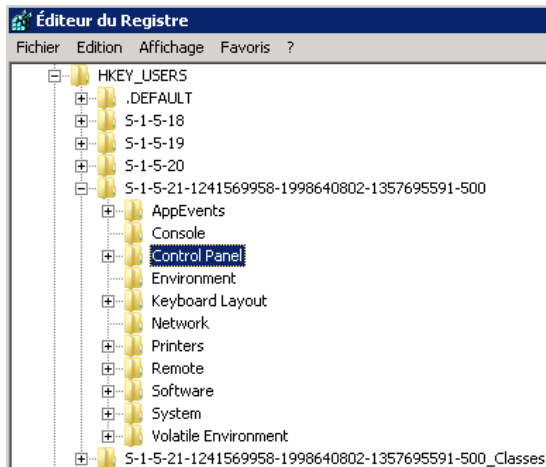 Éditeur du Registre
Fichier Edition Affichage Favoris ?
HKEY_USERS
.DEFAULT
S-1-5-18
S-1-5-19
S-1-5-20
S-1-5-21-1241569958-1998640802-1357695591-500
AppEvents
Console
Control Panel
Environment
Keyboard Layout
Network
Printers
Remote
Software
System
Volatile Environment
S-1-5-21-1241569958-1998640802-1357695591-500_Classes